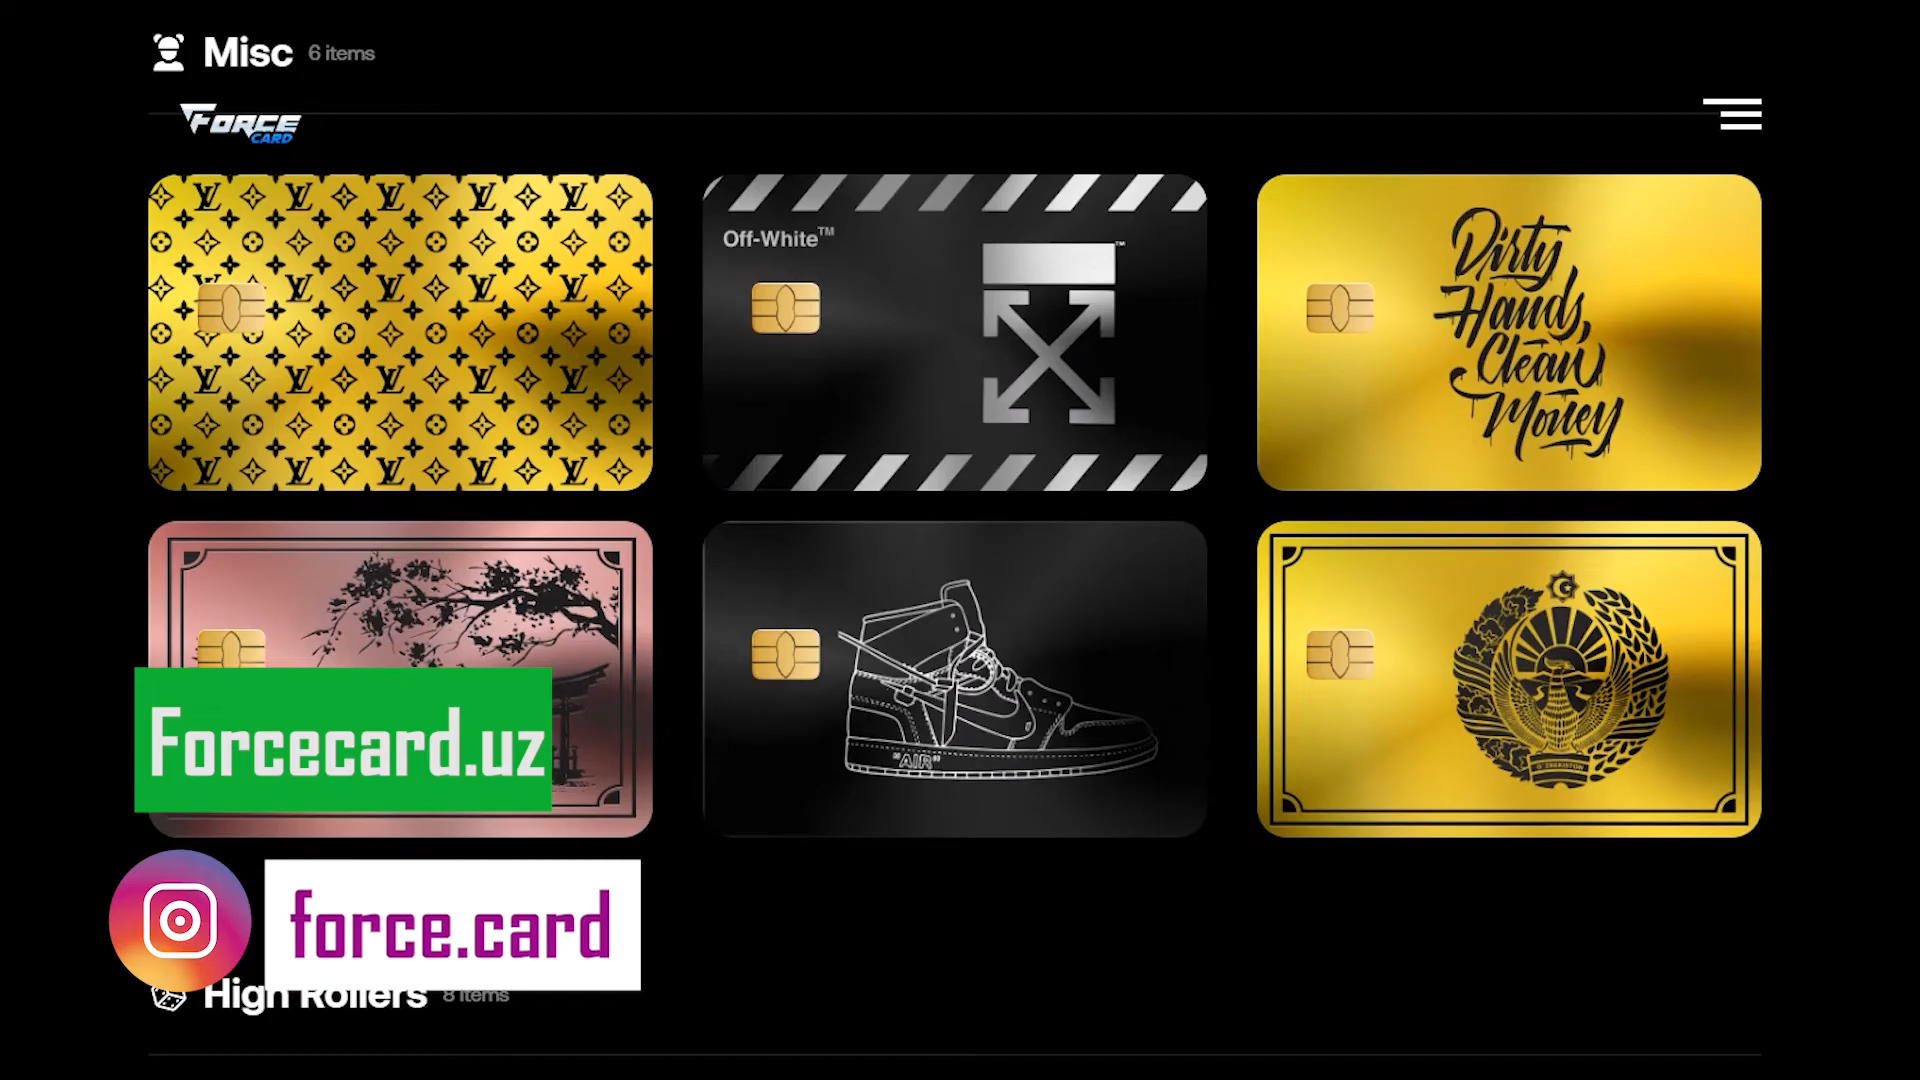 Misc 6 items
FORCE
CARD
Off-White™
Dirty
Hands,
Clean
Money
"AIR"
Forcecard.uz
force.card
High Rollers 8 items